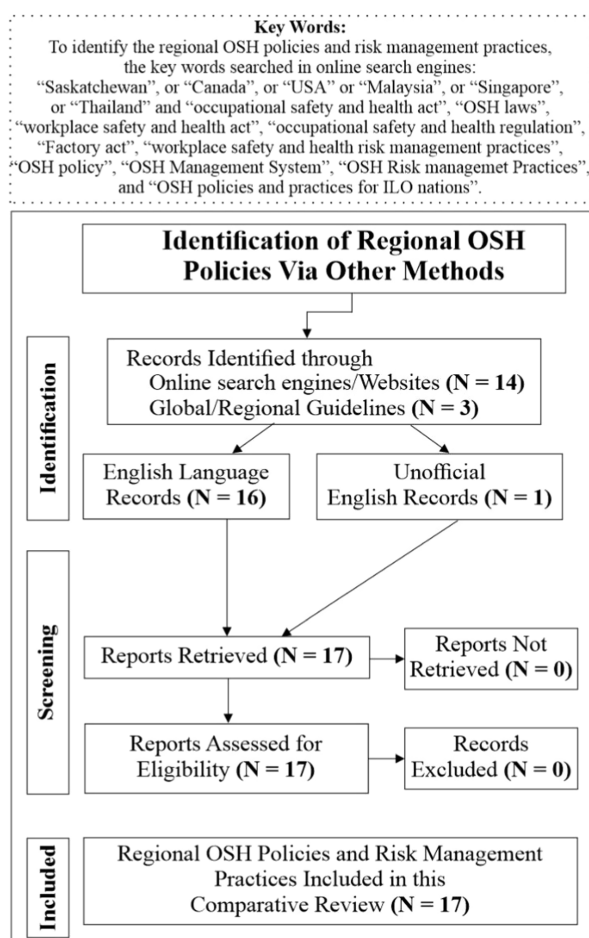 Key Words:
To identify the regional OSH policies and risk management practices,
the key words searched in online search engines:
“Saskatchewan”, or “Canada”, or “USA” or “Malaysia”, or “Singapore”,
or “Thailand” and “occupational safety and health act”, “OSH laws”,
“workplace safety and health act”, “occupational safety and health regulation”,
“Factory act”, “workplace safety and health risk management practices”,
“OSH policy”, “OSH Management System”, “OSH Risk managemet Practices”,
and “OSH policies and practices for ILO nations”.
Identification of Regional OSH
Policies Via Other Methods
Identification
Records Identified through
Online search engines/Websites (N = 14)
Global/Regional Guidelines (N = 3)
English Language
Records (N = 16)
Unofficial
English Records (N = 1)
Screening
Reports Retrieved (N = 17)
Reports Not
Retrieved (N = 0)
Reports Assessed for
Eligibility (N = 17)
Records
Excluded (N = 0)
Included
Regional OSH Policies and Risk Management
Practices Included in this
Comparative Review (N = 17)